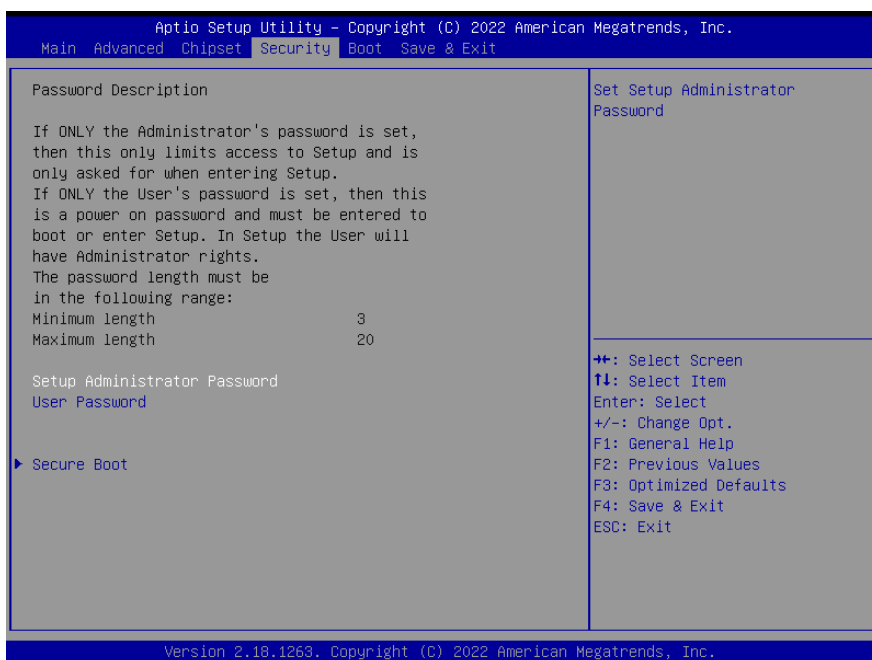 Aptio Setup Utility – Copyright (C) 2022 American Megatrends, Inc.
Main Advanced Chipset Security Boot Save & Exit
Password Description
If ONLY the Administrator's password is set,
then this only limits access to Setup and is
only asked for when entering Setup.
If ONLY the User's password is set, then this
is a power on password and must be entered to
boot or enter Setup. In Setup the User will
have Administrator rights.
The password length must be
in the following range:
Minimum length 3
Maximum length 20
Setup Administrator Password
User Password
Secure Boot
Set Setup Administrator
Password
→←: Select Screen
↑↓: Select Item
Enter: Select
+/-: Change Opt.
F1: General Help
F2: Previous Values
F3: Optimized Defaults
F4: Save & Exit
ESC: Exit
Version 2.18.1263. Copyright (C) 2022 American Megatrends, Inc.